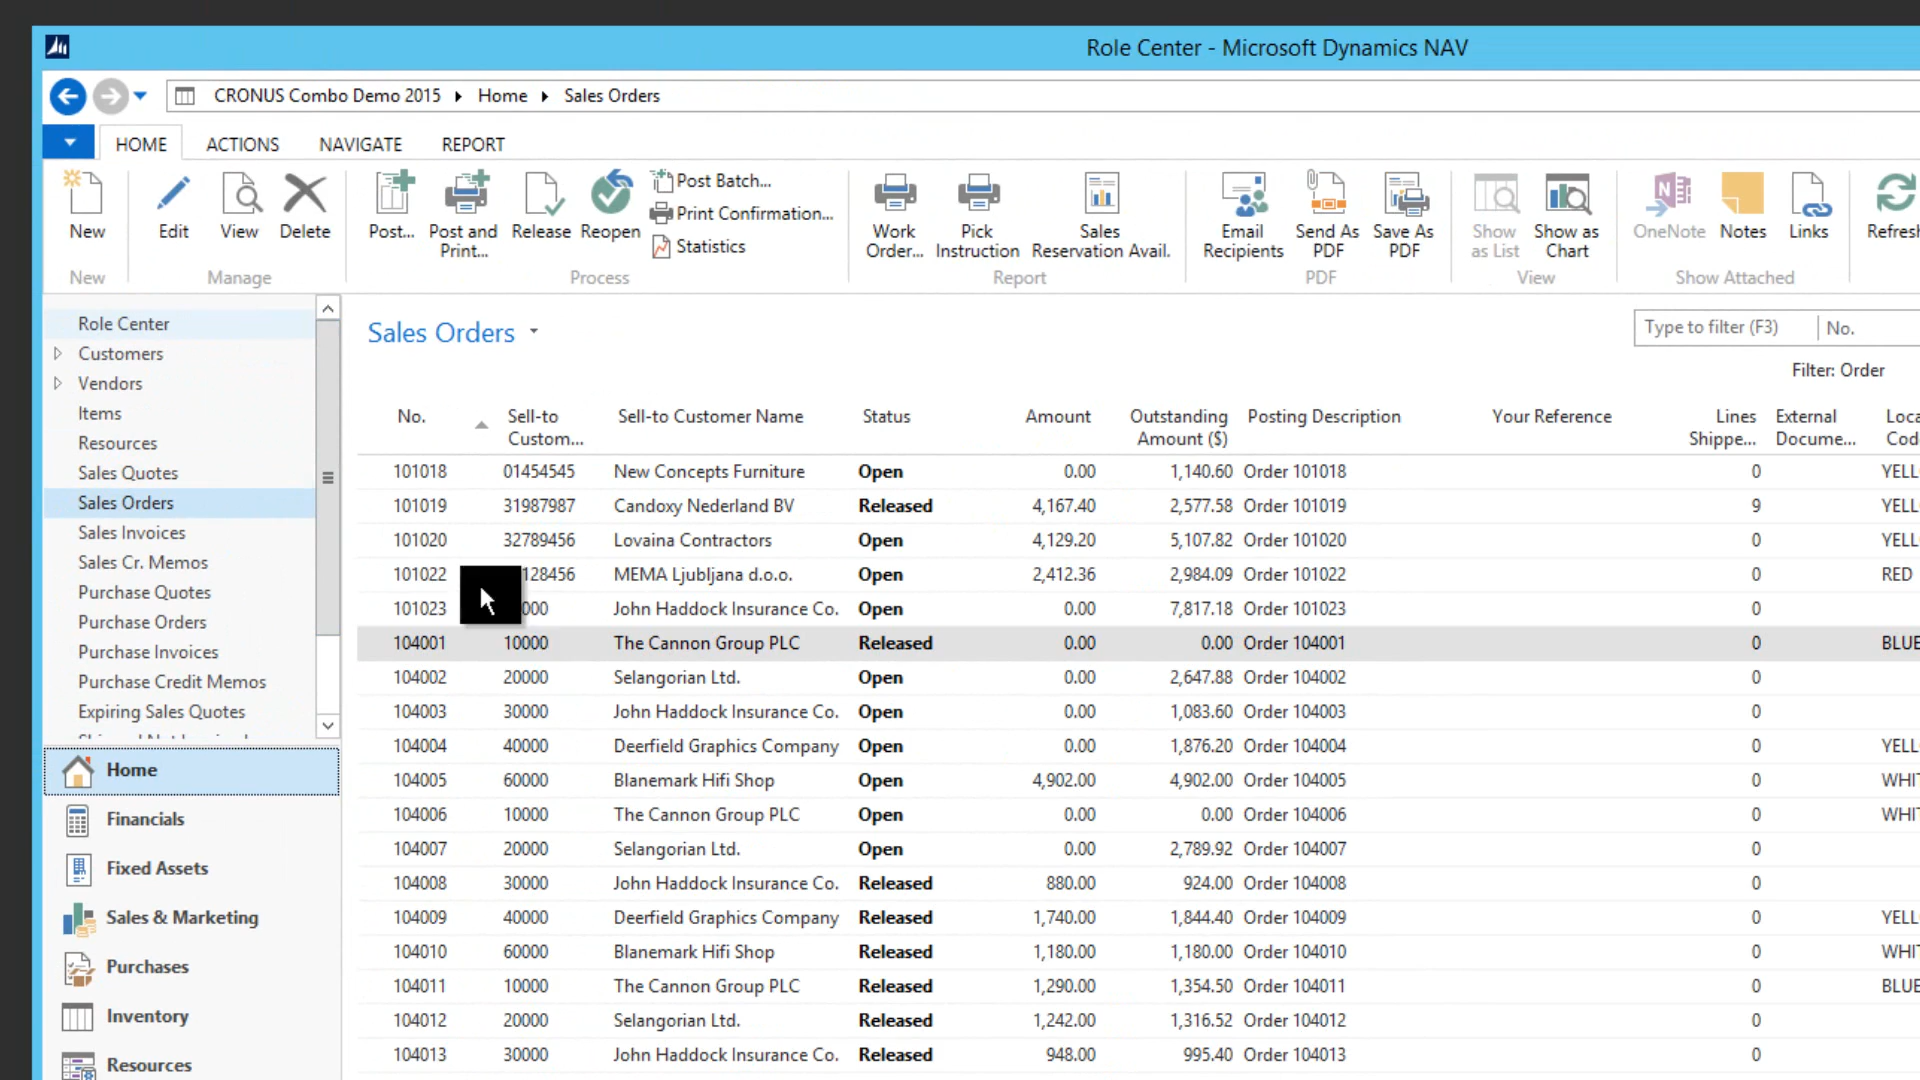 Role Center - Microsoft Dynamics NAV
CRONUS Combo Demo 2015 Home Sales Orders
HOME ACTIONS NAVIGATE REPORT
New
Edit
View
Delete
Post...
Post and Print...
Release
Reopen
Post Batch...
Print Confirmation...
Statistics
Work Order...
Pick Instruction
Sales Reservation Avail.
Email Recipients
Send As PDF
Save As PDF
Show as List
Show as Chart
OneNote
Notes
Links
Refresh
New Manage Process Report PDF View Show Attached
Role Center
Customers
Vendors
Items
Resources
Sales Quotes
Sales Orders
Sales Invoices
Sales Cr. Memos
Purchase Quotes
Purchase Orders
Purchase Invoices
Purchase Credit Memos
Expiring Sales Quotes
Home
Financials
Fixed Assets
Sales & Marketing
Purchases
Inventory
Resources
Sales Orders
Type to filter (F3) No.
Filter: Order
No. Sell-to Custom... Sell-to Customer Name Status Amount Outstanding Amount ($) Posting Description Your Reference Lines Shippe... External Docume...
101018 01454545 New Concepts Furniture Open 0.00 1,140.60 Order 101018 0 YELL
101019 31987987 Candoxy Nederland BV Released 4,167.40 2,577.58 Order 101019 9 YELL
101020 32789456 Lovaina Contractors Open 4,129.20 5,107.82 Order 101020 0 YELL
101022 128456 MEMA Ljubljana d.o.o. Open 2,412.36 2,984.09 Order 101022 0 RED
101023 000 John Haddock Insurance Co. Open 0.00 7,817.18 Order 101023 0
104001 10000 The Cannon Group PLC Released 0.00 0.00 Order 104001 0 BLUE
104002 20000 Selangorian Ltd. Open 0.00 2,647.88 Order 104002 0
104003 30000 John Haddock Insurance Co. Open 0.00 1,083.60 Order 104003 0
104004 40000 Deerfield Graphics Company Open 0.00 1,876.20 Order 104004 0 YELL
104005 60000 Blanemark Hifi Shop Open 4,902.00 4,902.00 Order 104005 0 WHI
104006 10000 The Cannon Group PLC Open 0.00 0.00 Order 104006 0 WHI
104007 20000 Selangorian Ltd. Open 0.00 2,789.92 Order 104007 0
104008 30000 John Haddock Insurance Co. Released 880.00 924.00 Order 104008 0
104009 40000 Deerfield Graphics Company Released 1,740.00 1,844.40 Order 104009 0 YELL
104010 60000 Blanemark Hifi Shop Released 1,180.00 1,180.00 Order 104010 0 WHI
104011 10000 The Cannon Group PLC Released 1,290.00 1,354.50 Order 104011 0 BLUE
104012 20000 Selangorian Ltd. Released 1,242.00 1,316.52 Order 104012 0
104013 30000 John Haddock Insurance Co. Released 948.00 995.40 Order 104013 0